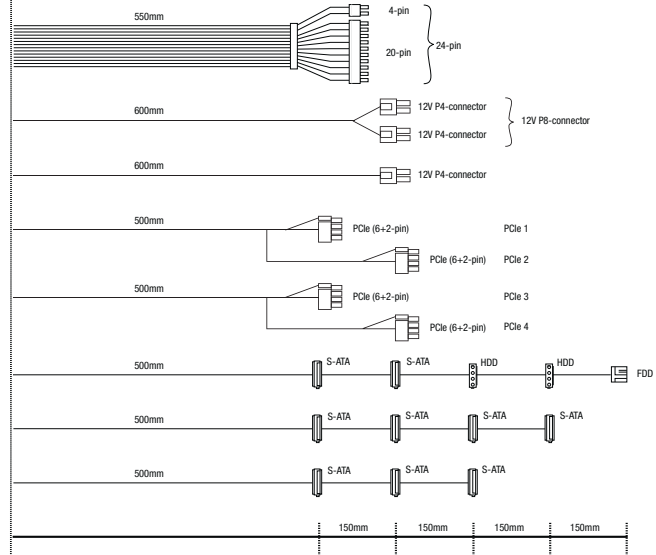 4-pin
550mm
20-pin
24-pin
12V P4-connector
600mm
12V P8-connector
12V P4-connector
600mm
12V P4-connector
500mm
PCIe (6+2-pin) PCIe 1
PCIe (6+2-pin) PCIe 2
500mm
PCIe (6+2-pin) PCIe 3
PCIe (6+2-pin) PCIe 4
500mm S-ATA S-ATA HDD HDD
FDD
500mm S-ATA S-ATA S-ATA S-ATA
500mm S-ATA S-ATA S-ATA
150mm 150mm 150mm 150mm